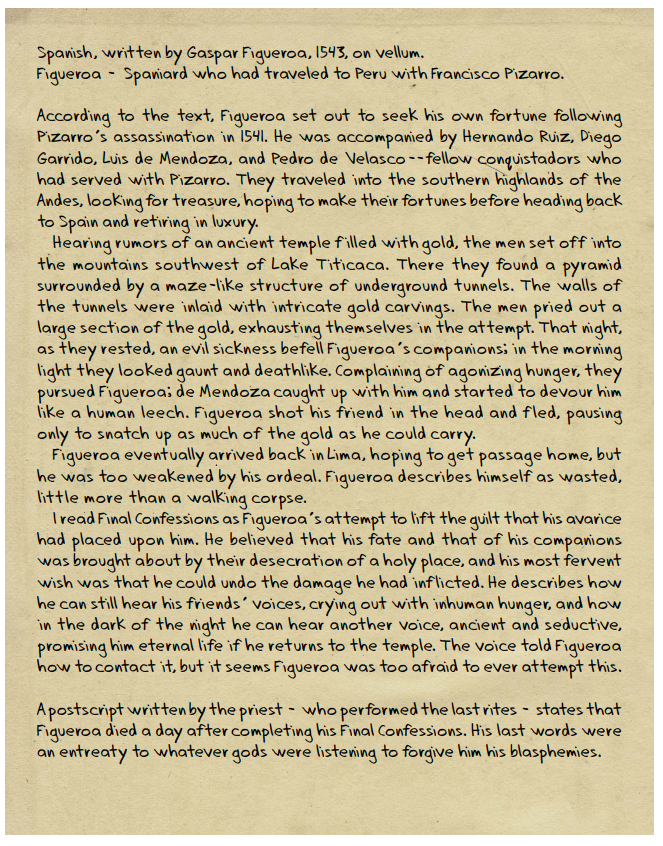 Spanish, written by Gaspar Figueroa, 1543, on vellum.
Figueroa - Spaniard who had traveled to Peru with Francisco Pizarro.
According to the text, Figueroa set out to seek his own fortune following
Pizarro's assassination in 1541. He was accompanied by Hernando Ruiz, Diego
Garrido, Luis de Mendoza, and Pedro de Velasco--fellow conquistadors who
had served with Pizarro. They traveled into the southern highlands of the
Andes, looking for treasure, hoping to make their fortunes before heading back
to Spain and retiring in luxury.
Hearing rumors of an ancient temple filled with gold, the men set off into
the mountains southwest of Lake Titicaca. There they found a pyramid
surrounded by a maze-like structure of underground tunnels. The walls of
the tunnels were inlaid with intricate gold carvings. The men pried out a
large section of the gold, exhausting themselves in the attempt. That night,
as they rested, an evil sickness befell Figueroa's companions; in the morning
light they looked gaunt and deathlike. Complaining of agonizing hunger, they
pursued Figueroa; de Mendoza caught up with him and started to devour him
like a human leech. Figueroa shot his friend in the head and fled, pausing
only to snatch up as much of the gold as he could carry.
Figueroa eventually arrived back in Lima, hoping to get passage home, but
he was too weakened by his ordeal. Figueroa describes himself as wasted,
little more than a walking corpse.
I read Final Confessions as Figueroa's attempt to lift the guilt that his avarice
had placed upon him. He believed that his fate and that of his companions
was brought about by their desecration of a holy place, and his most fervent
wish was that he could undo the damage he had inflicted. He describes how
he can still hear his friends' voices, crying out with inhuman hunger, and how
in the dark of the night he can hear another voice, ancient and seductive,
promising him eternal life if he returns to the temple. The voice told Figueroa
how to contact it, but it seems Figueroa was too afraid to ever attempt this.
A postscript written by the priest - who performed the last rites - states that
Figueroa died a day after completing his Final Confessions. His last words were
an entreaty to whatever gods were listening to forgive him his blasphemies.